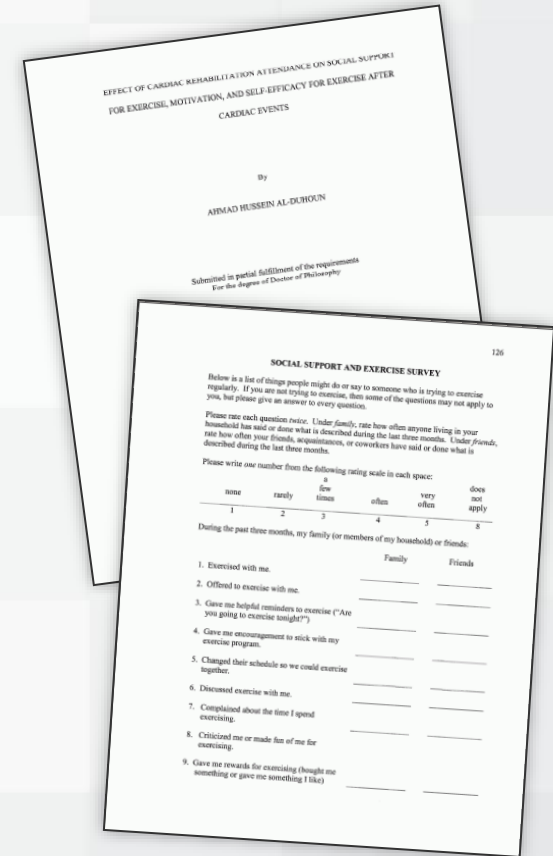 EFFECT OF CARDIAC REHABILITATION ATTENDANCE ON SOCIAL SUPPORT
FOR EXERCISE, MOTIVATION, AND SELF-EFFICACY FOR EXERCISE AFTER
CARDIAC EVENTS
By
AHMAD HUSSEIN AL-DUHOUN
Submitted in partial fulfillment of the requirements
For the degree of Doctor of Philosophy
126
SOCIAL SUPPORT AND EXERCISE SURVEY
Below is a list of things people might do or say to someone who is trying to exercise
regularly. If you are not trying to exercise, then some of the questions may not apply to
you, but please give an answer to every question.
Please rate each question twice. Under family, rate how often anyone living in your
household has said or done what is described during the last three months. Under friends,
rate how often your friends, acquaintances, or coworkers have said or done what is
described during the last three months.
Please write one number from the following rating scale in each space:
none rarely a few times often very often does not apply
1 2 3 4 5 8
During the past three months, my family (or members of my household) or friends:
Family Friends
1. Exercised with me.
2. Offered to exercise with me.
3. Gave me helpful reminders to exercise (“Are
you going to exercise tonight?”)
4. Gave me encouragement to stick with my
exercise program.
5. Changed their schedule so we could exercise
together.
6. Discussed exercise with me.
7. Complained about the time I spend
exercising.
8. Criticized me or made fun of me for
exercising.
9. Gave me rewards for exercising (bought me
something or gave me something I like)